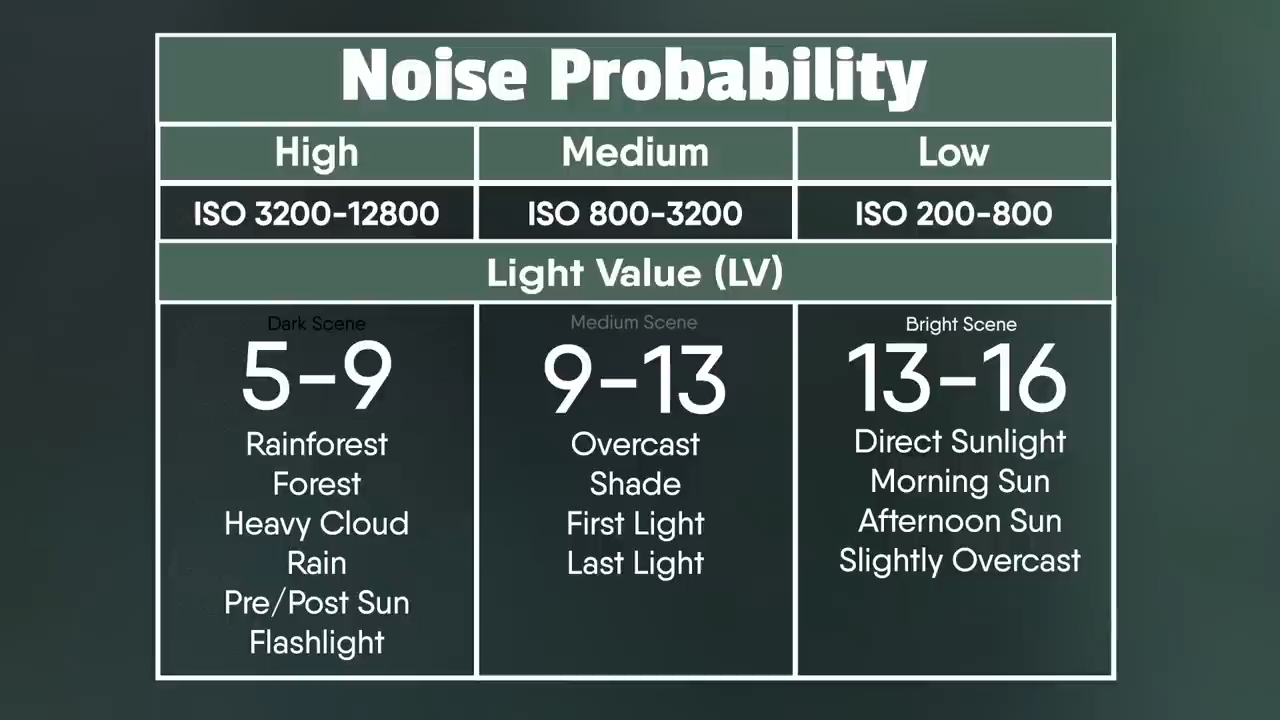 Noise Probability
High Medium Low
ISO 3200-12800 ISO 800-3200 ISO 200-800
Light Value (LV)
Dark Scene Medium Scene Bright Scene
5-9 9-13 13-16
Rainforest Overcast Direct Sunlight
Forest Shade Morning Sun
Heavy Cloud First Light Afternoon Sun
Rain Last Light Slightly Overcast
Pre/Post Sun
Flashlight